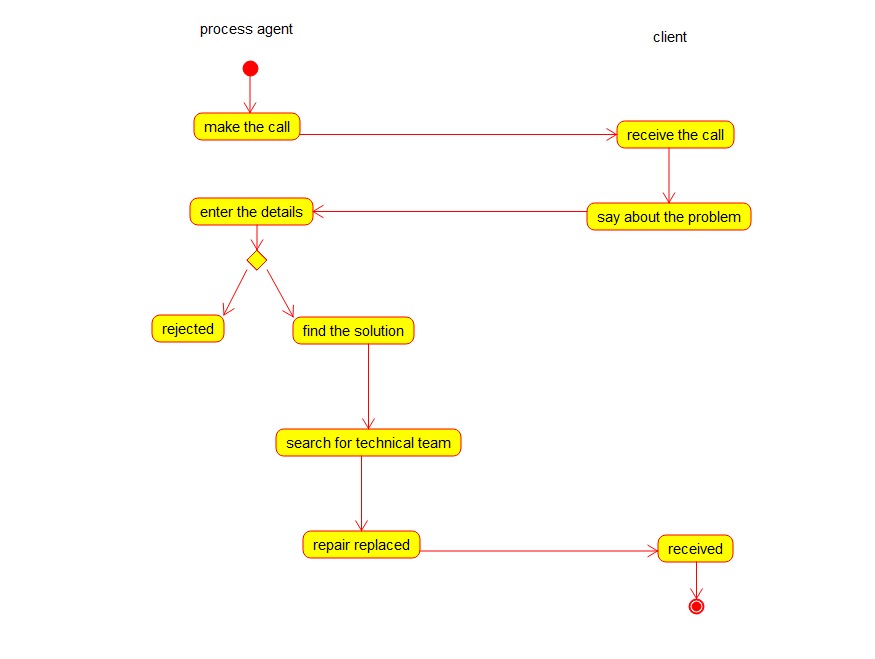 process agent
client
make the call
receive the call
enter the details
say about the problem
rejected
find the solution
search for technical team
repair replaced
received